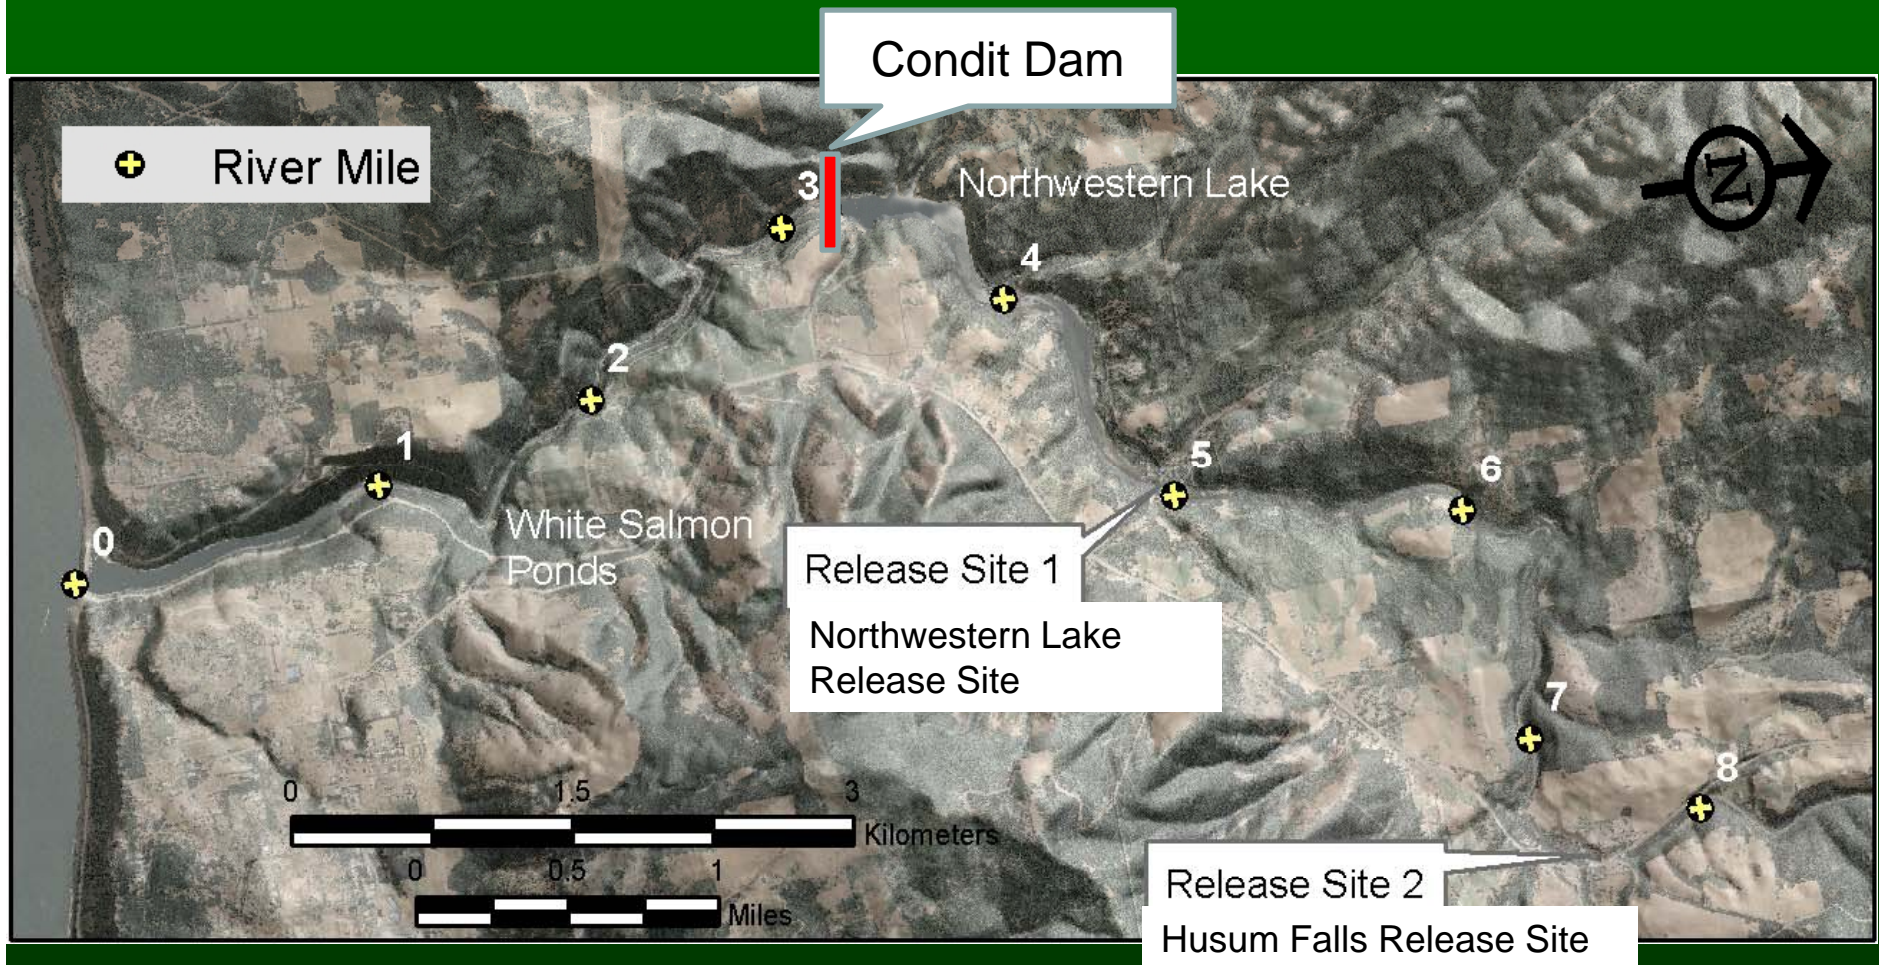 Condit Dam
River Mile
N
3
Northwestern Lake
4
2
1
5
6
0
White Salmon
Ponds
Release Site 1
Northwestern Lake
Release Site
7
8
0 1.5 3
Kilometers
0 0.5 1
Miles
Release Site 2
Husum Falls Release Site